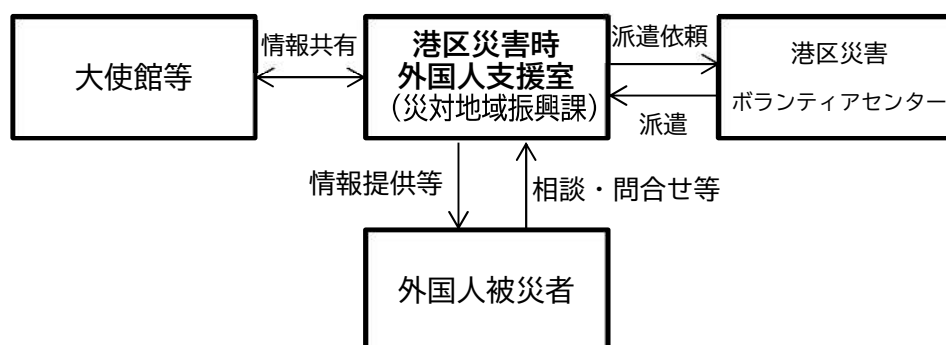 大使館等
情報共有
港区災害時
外国人支援室
（災対地域振興課）
派遣依頼
派遣
港区災害
ボランティアセンター
情報提供等
相談・問合せ等
外国人被災者